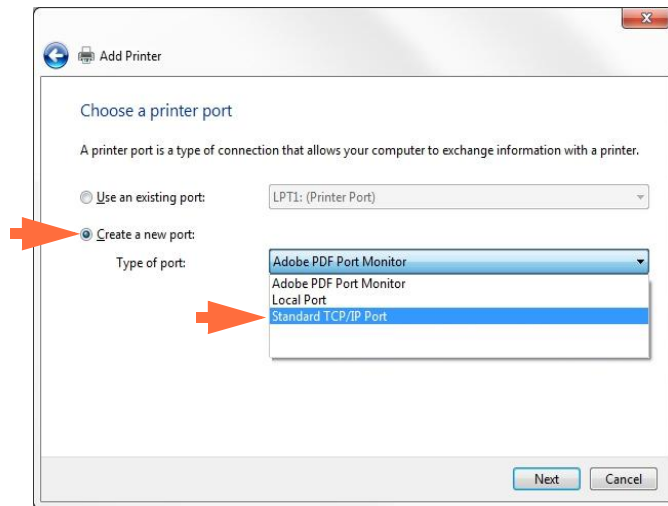 Add Printer
Choose a printer port
A printer port is a type of connection that allows your computer to exchange information with a printer.
Use an existing port: LPT1: (Printer Port)
Create a new port:
Type of port: Adobe PDF Port Monitor
Adobe PDF Port Monitor
Local Port
Standard TCP/IP Port
Next Cancel